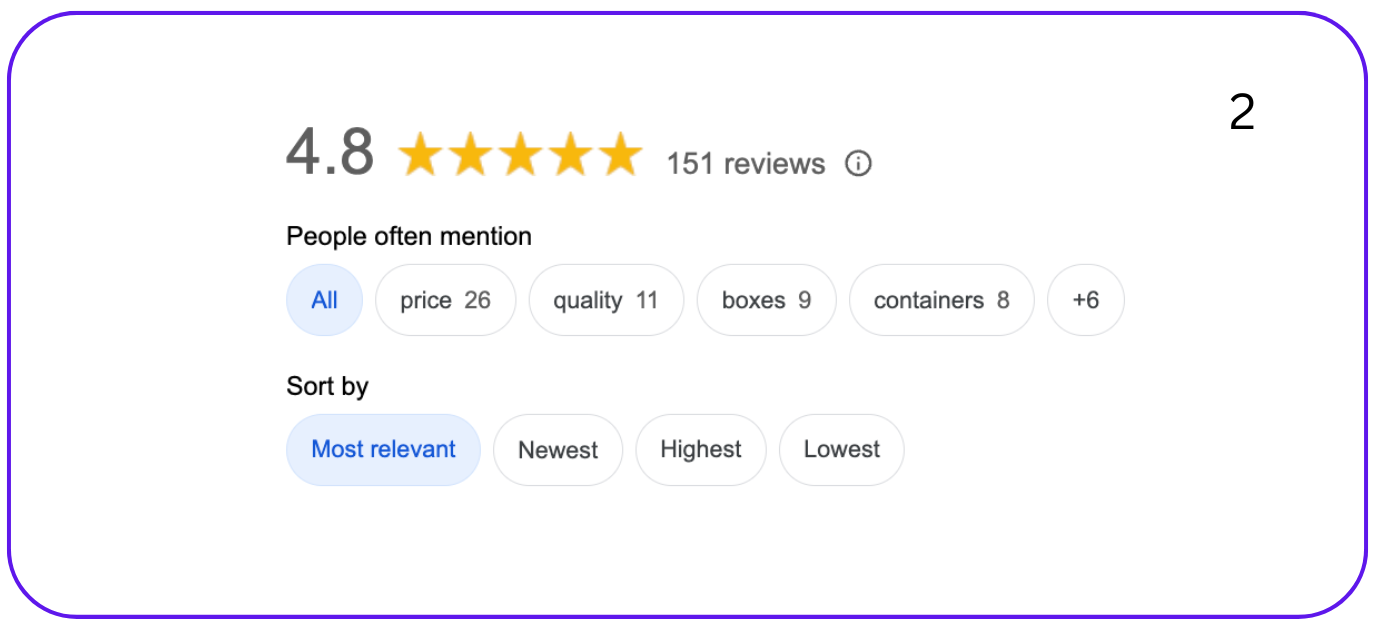 2
4.8 151 reviews
People often mention
All price 26 quality 11 boxes 9 containers 8 +6
Sort by
Most relevant Newest Highest Lowest